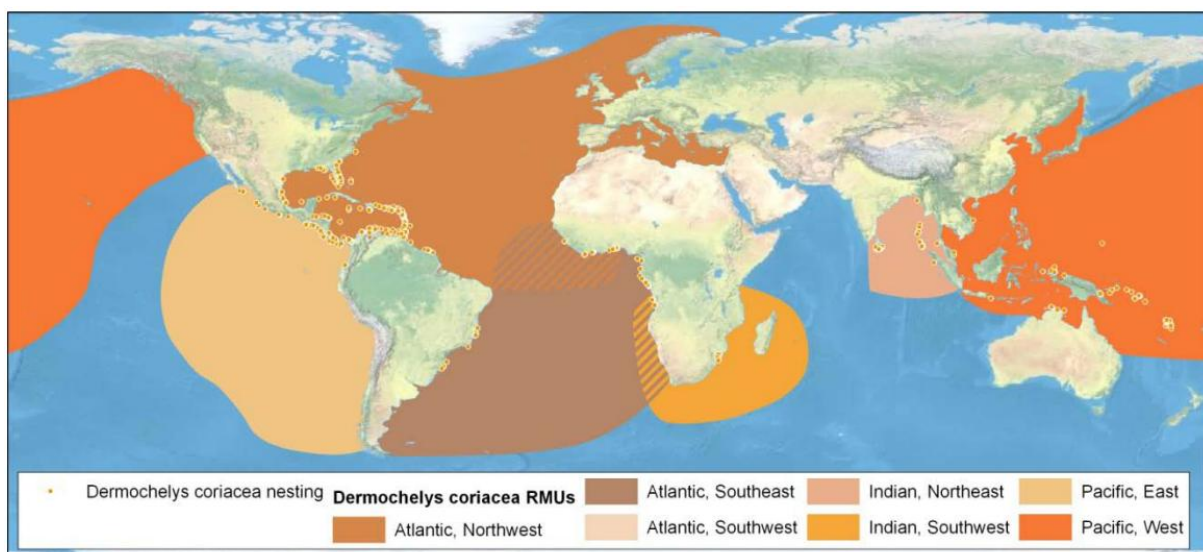 Dermochelys coriacea nesting
Dermochelys coriacea RMUs
Atlantic, Northwest
Atlantic, Southeast
Atlantic, Southwest
Indian, Northeast
Indian, Southwest
Pacific, East
Pacific, West